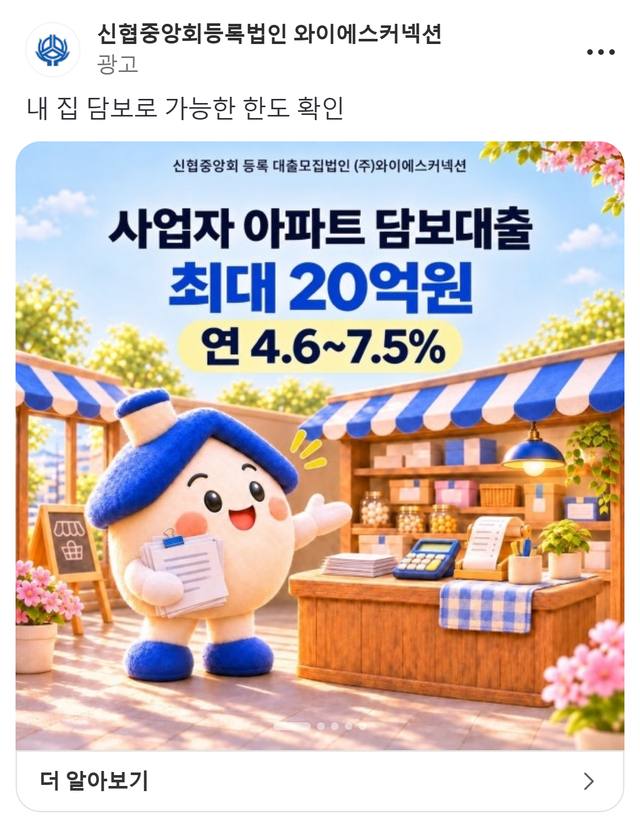 신협중앙회등록법인 와이에스커넥션
광고
내 집 담보로 가능한 한도 확인
신협중앙회 등록 대출모집법인 (주)와이에스커넥션
사업자 아파트 담보대출
최대 20억원
연 4.6~7.5%
더 알아보기